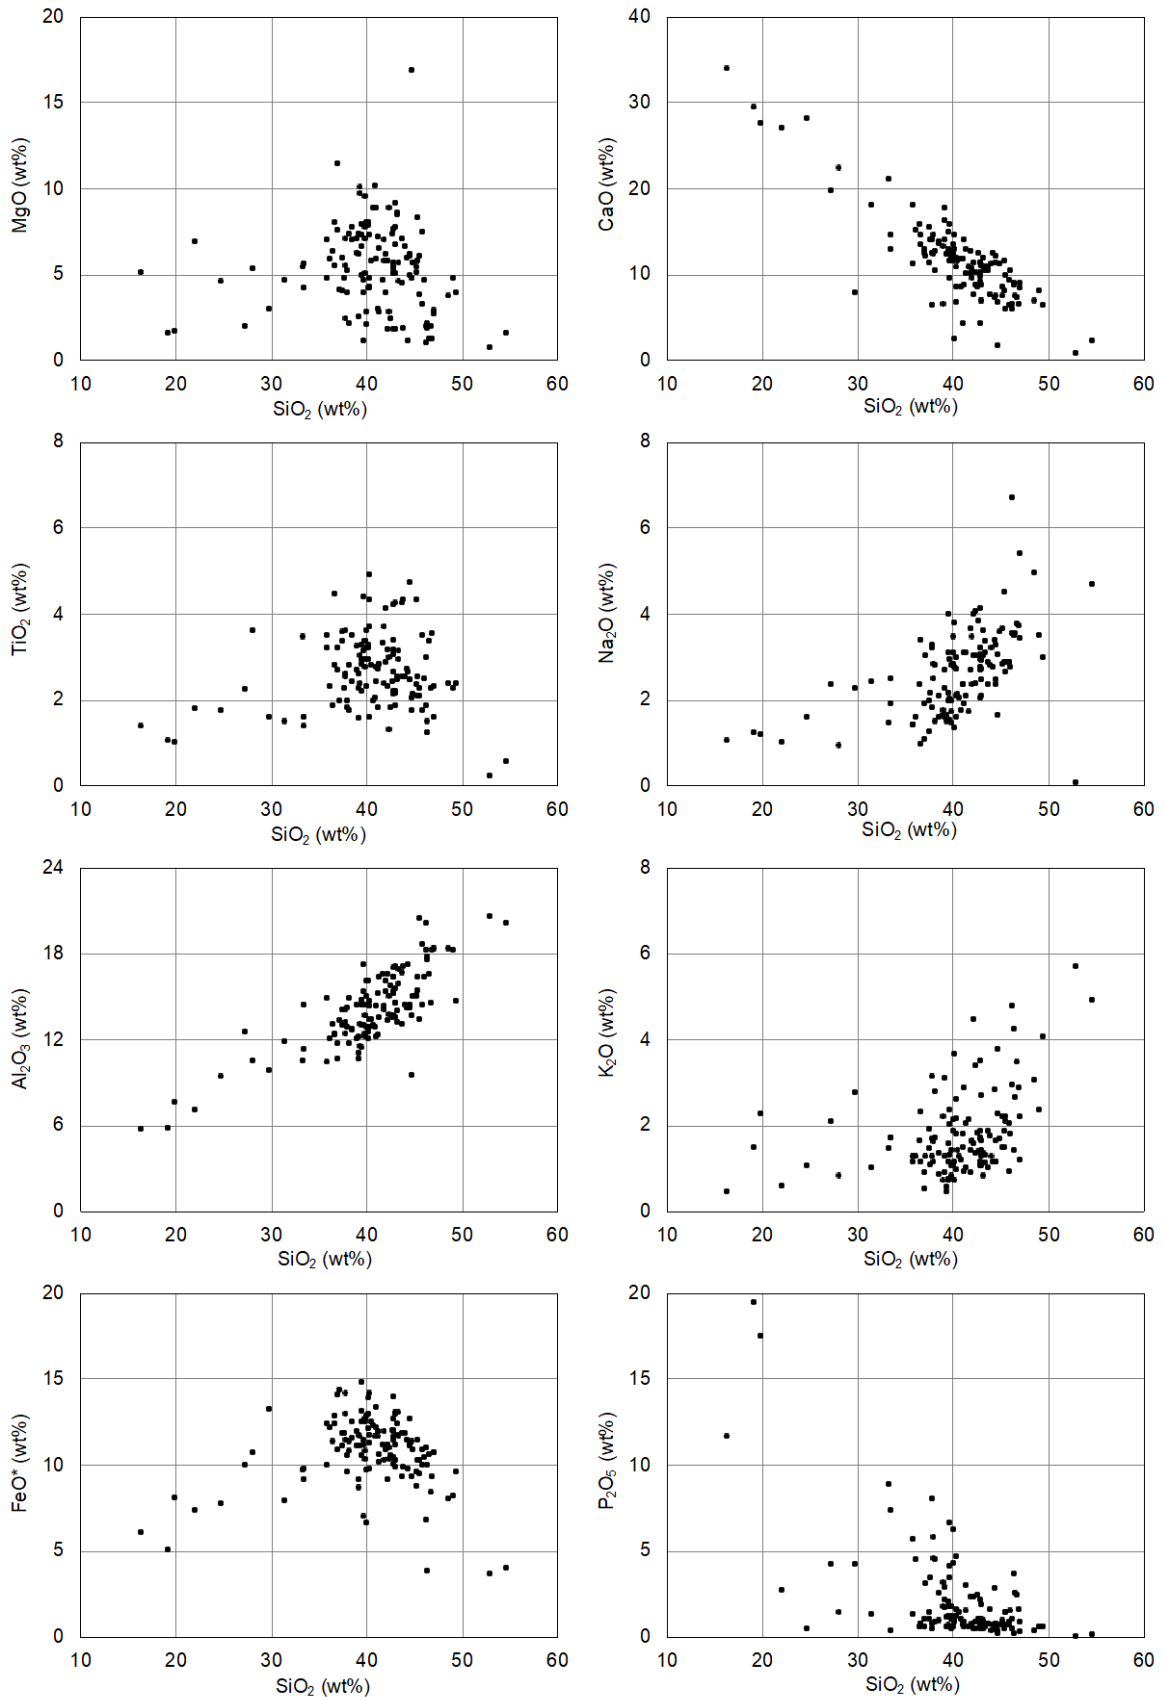 20
15
10
5
0
MgO (wt%)
10 20 30 40 50 60
SiO₂ (wt%)
40
30
20
10
0
CaO (wt%)
10 20 30 40 50 60
SiO₂ (wt%)
8
6
4
2
0
TiO₂ (wt%)
10 20 30 40 50 60
SiO₂ (wt%)
8
6
4
2
0
Na₂O (wt%)
10 20 30 40 50 60
SiO₂ (wt%)
24
18
12
6
0
Al₂O₃ (wt%)
10 20 30 40 50 60
SiO₂ (wt%)
8
6
4
2
0
K₂O (wt%)
10 20 30 40 50 60
SiO₂ (wt%)
20
15
10
5
0
FeO* (wt%)
10 20 30 40 50 60
SiO₂ (wt%)
20
15
10
5
0
P₂O₅ (wt%)
10 20 30 40 50 60
SiO₂ (wt%)